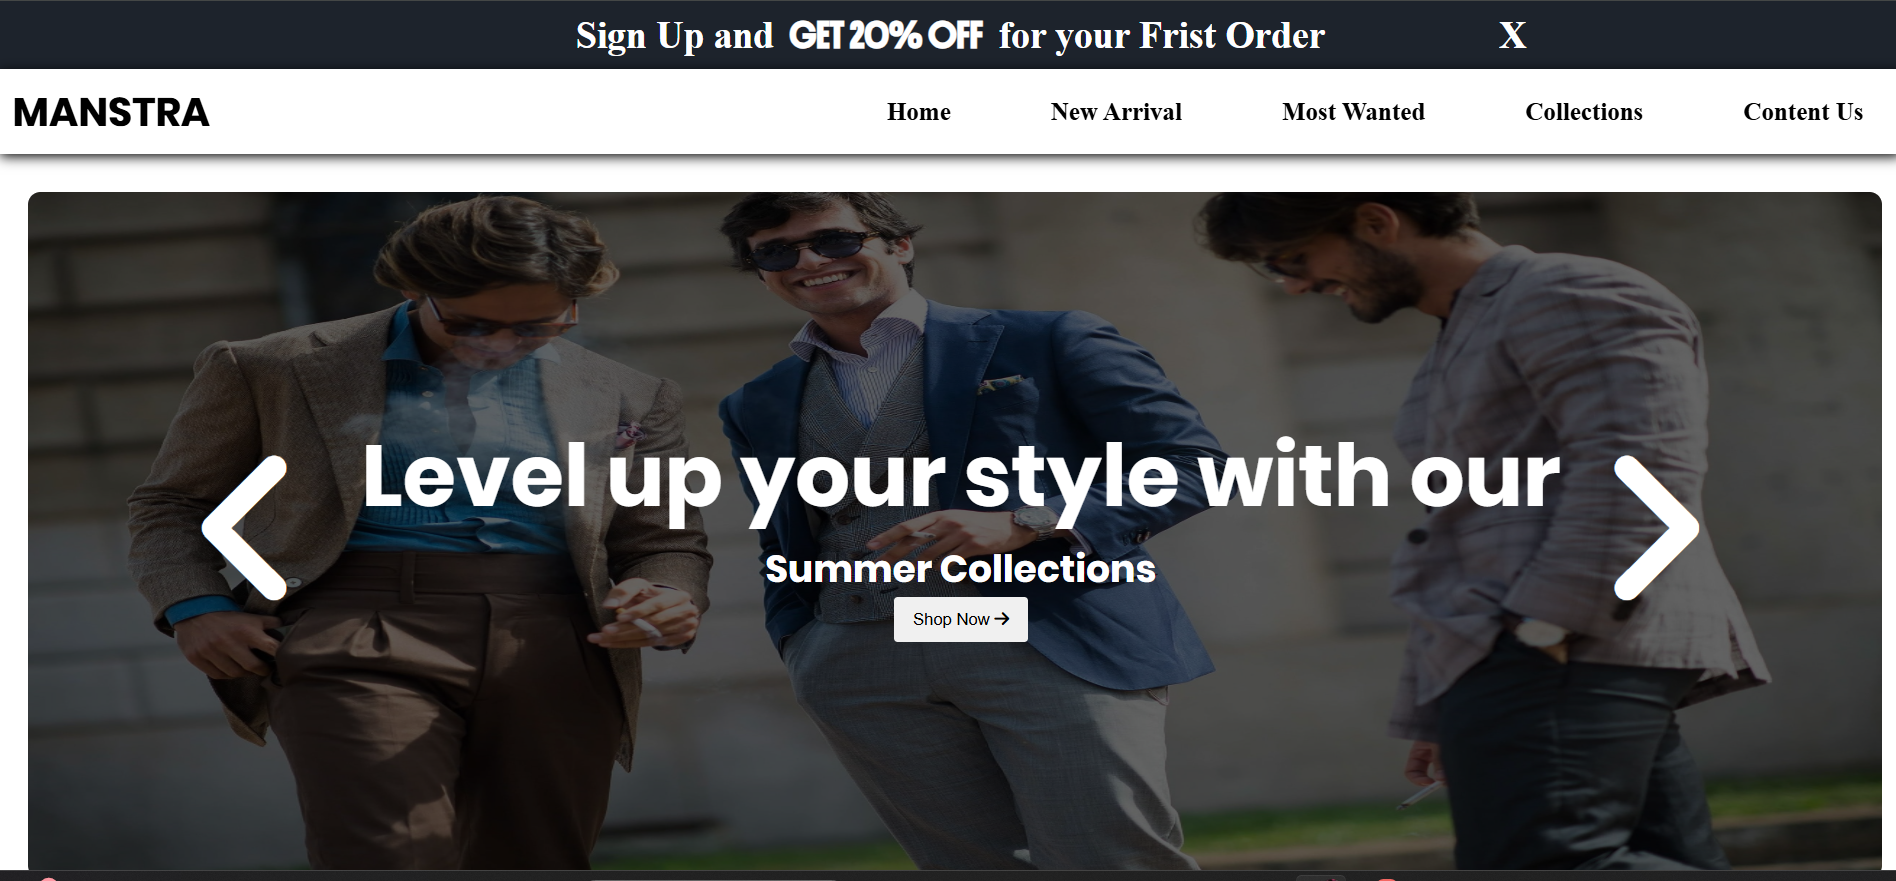 Sign Up and GET 20% OFF for your Frist Order X
MANSTRA Home New Arrival Most Wanted Collections Content Us
Level up your style with our
Summer Collections
Shop Now →